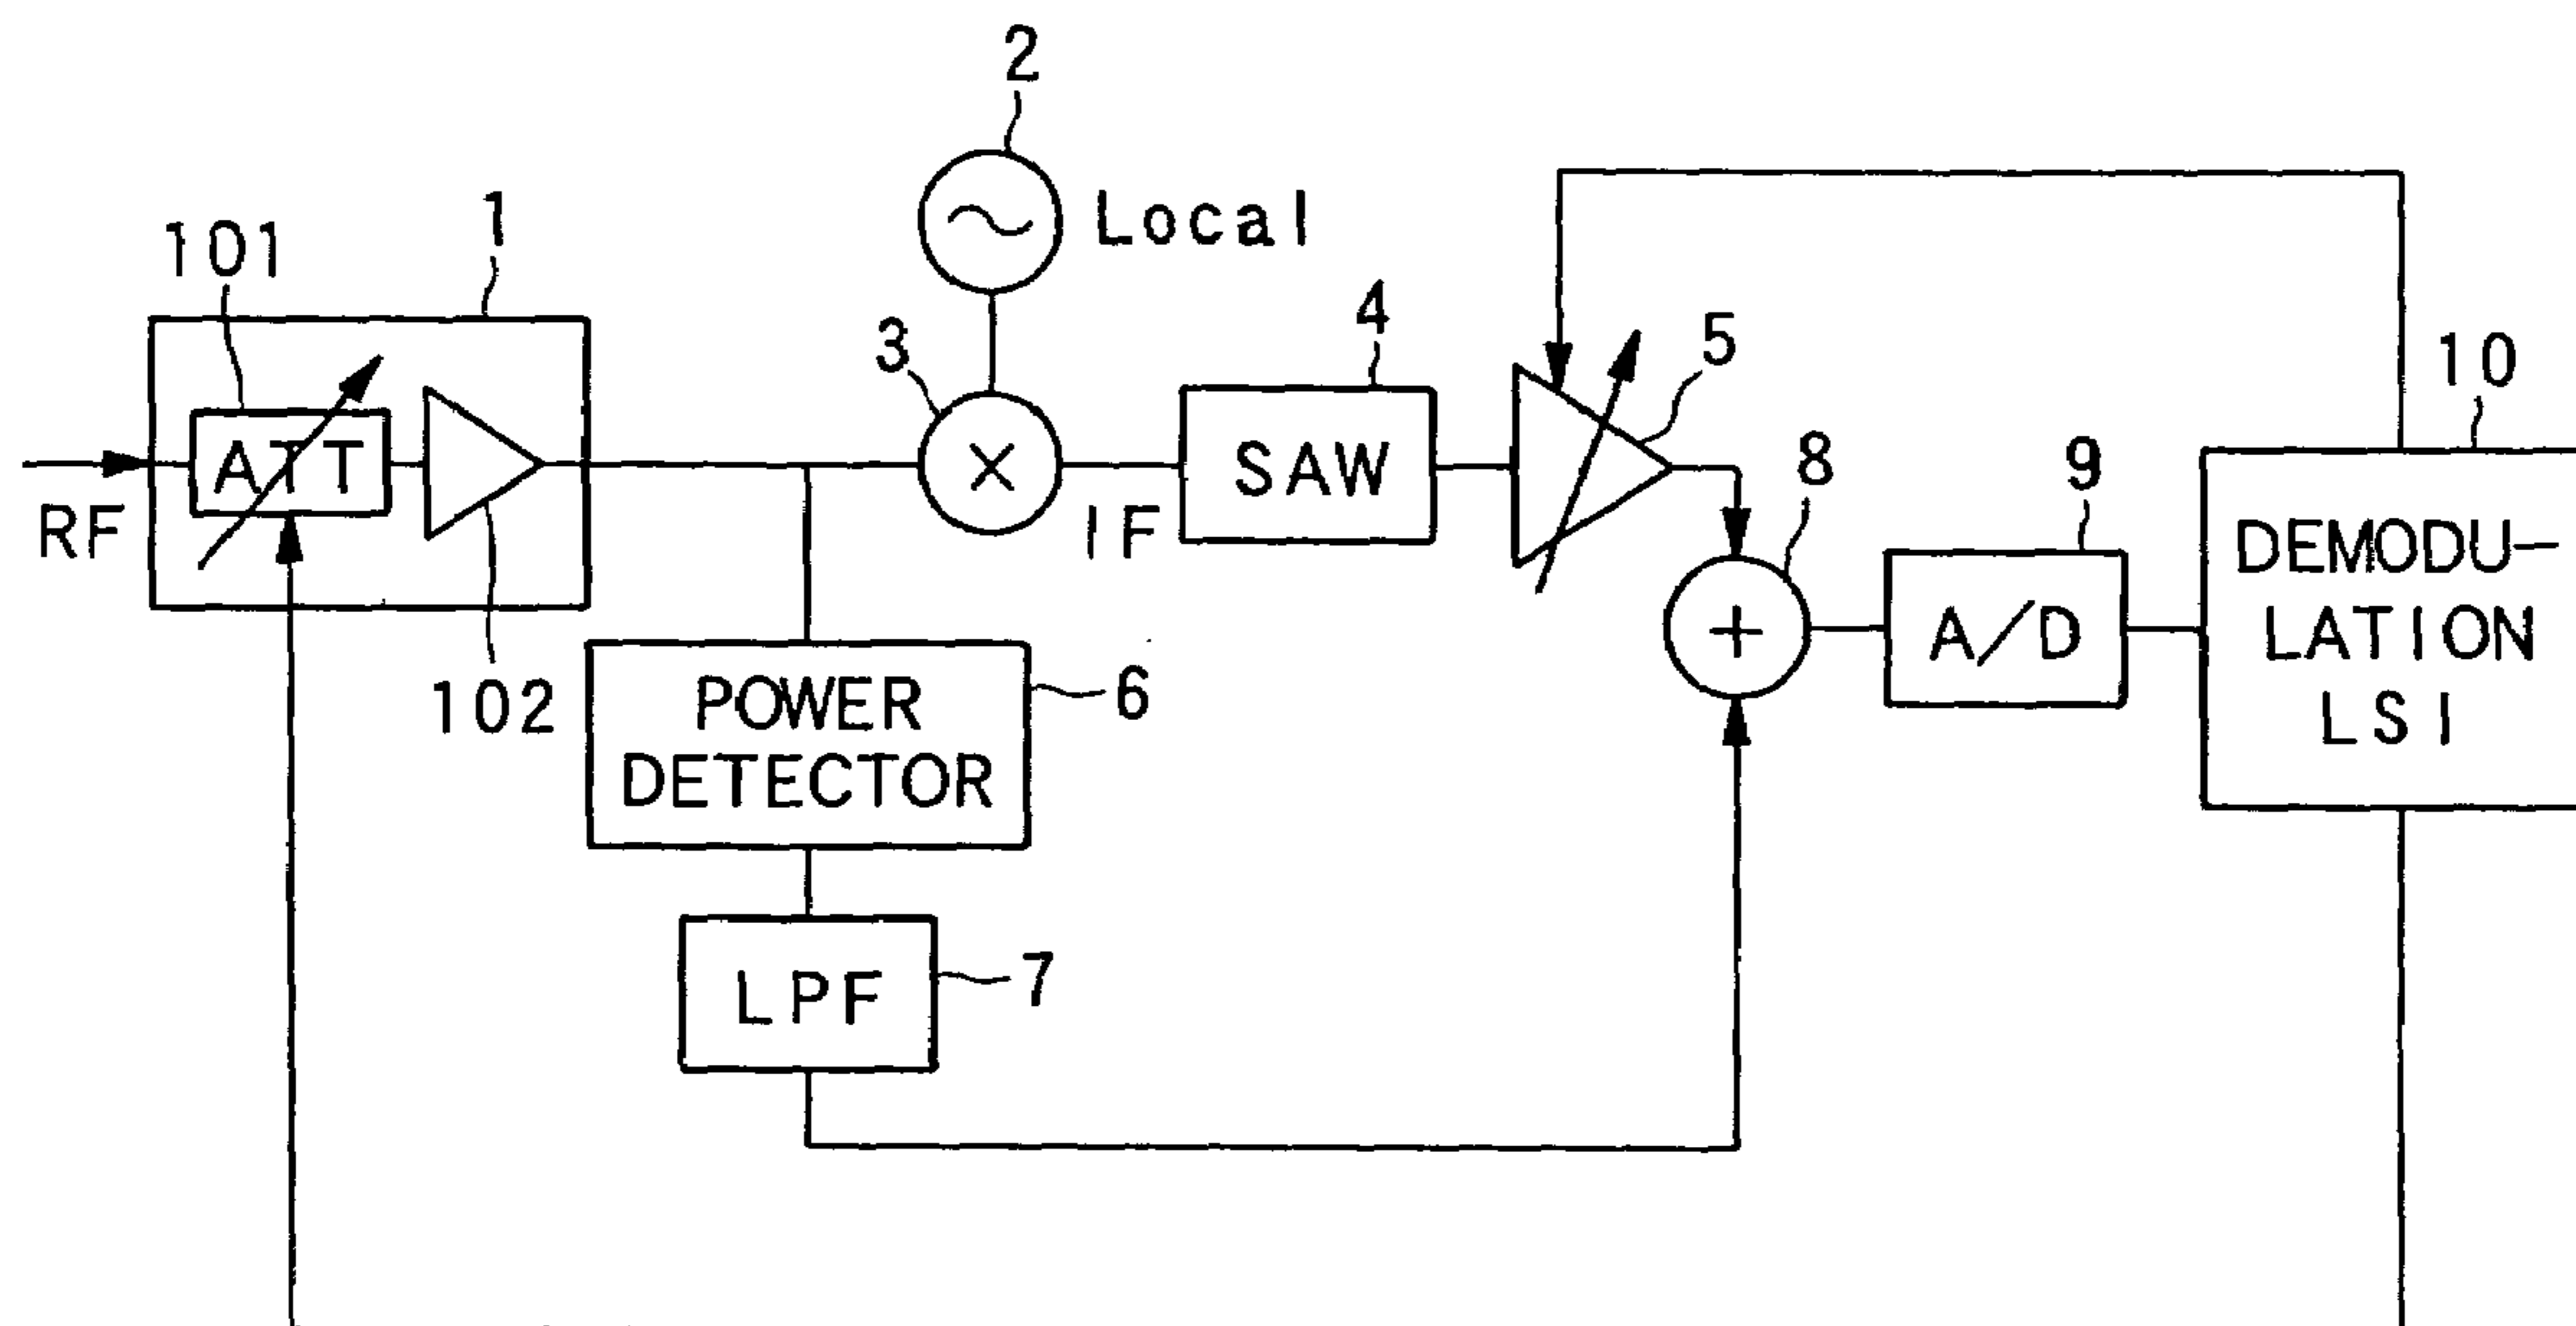 2
Local
1
101
ATT
RF
102
3
IF
4
SAW
5
8
9
A/D
10
DEMODU-
LATION
LSI
POWER
DETECTOR
6
LPF
7